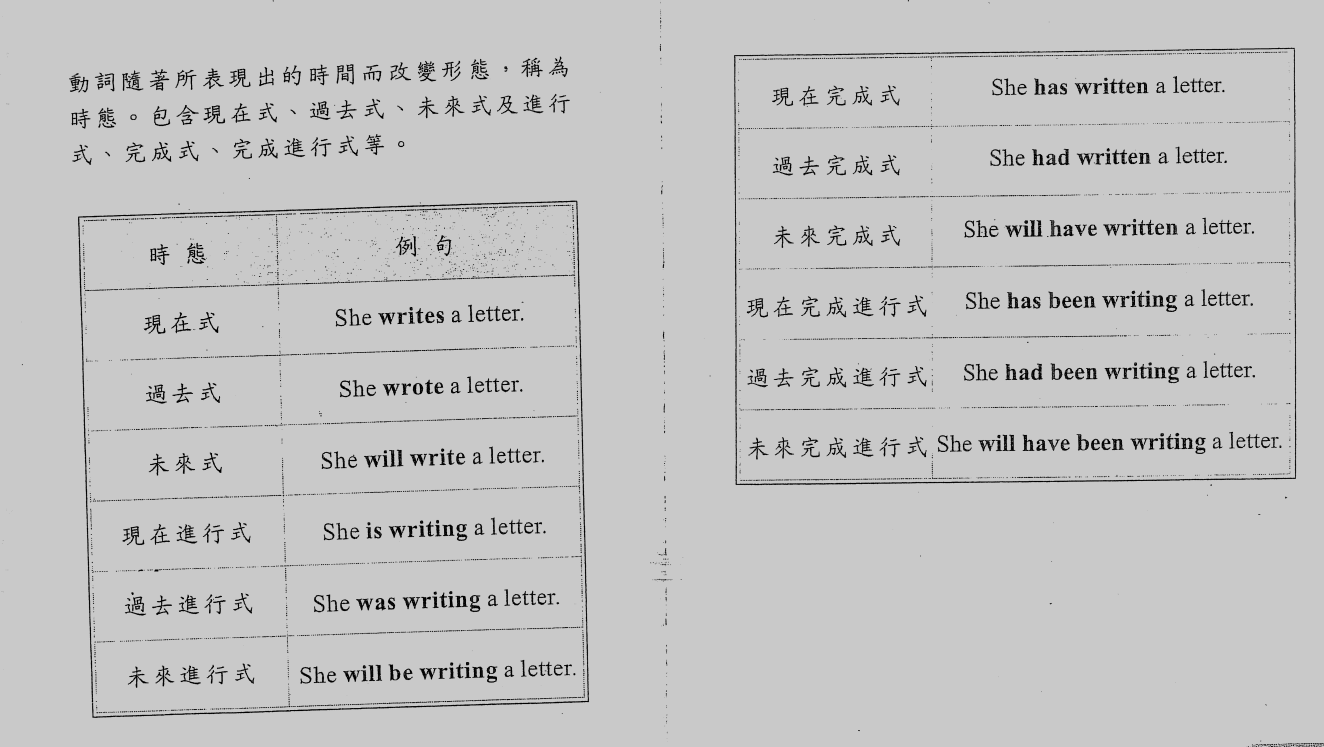 動詞隨著所表現出的時間而改變形態，稱為
時態。包含現在式、過去式、未來式及進行
式、完成式、完成進行式等。
時態 例句
現在式 She writes a letter.
過去式 She wrote a letter.
未來式 She will write a letter.
現在進行式 She is writing a letter.
過去進行式 She was writing a letter.
未來進行式 She will be writing a letter.
現在完成式 She has written a letter.
過去完成式 She had written a letter.
未來完成式 She will have written a letter.
現在完成進行式 She has been writing a letter.
過去完成進行式 She had been writing a letter.
未來完成進行式 She will have been writing a letter.